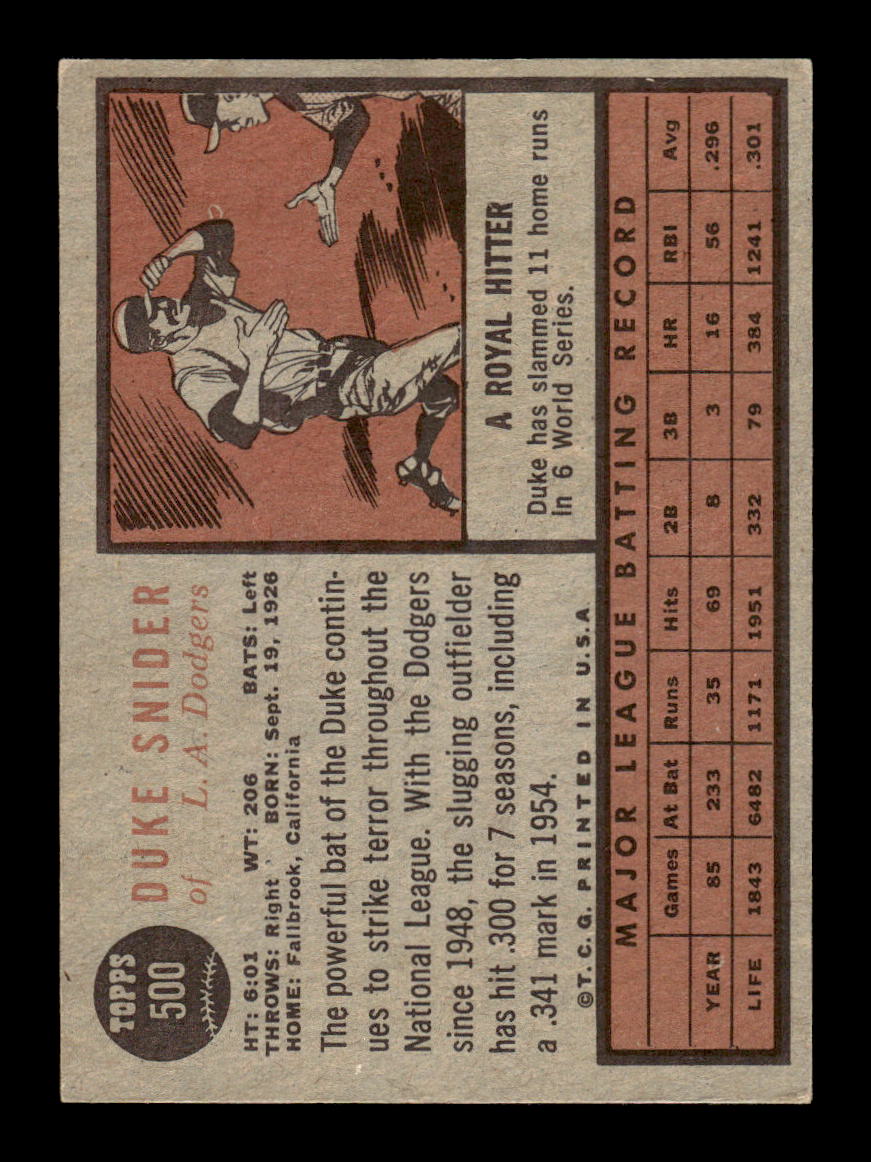 TOPPS
500
DUKE SNIDER
of L. A. Dodgers
HT: 6:01 WT: 206 BATS: Left
THROWS: Right BORN: Sept. 19, 1926
HOME: Fallbrook, California
The powerful bat of the Duke contin-
ues to strike terror throughout the
National League. With the Dodgers
since 1948, the slugging outfielder
has hit .300 for 7 seasons, including
a .341 mark in 1954.
©T. C. G. PRINTED IN U.S.A.
A ROYAL HITTER
Duke has slammed 11 home runs
in 6 World Series.
MAJOR LEAGUE BATTING RECORD
Games At Bat Runs Hits 2B 3B HR RBI Avg
YEAR 85 233 35 69 8 3 16 56 .296
LIFE 1843 6482 1171 1951 332 79 384 1241 .301